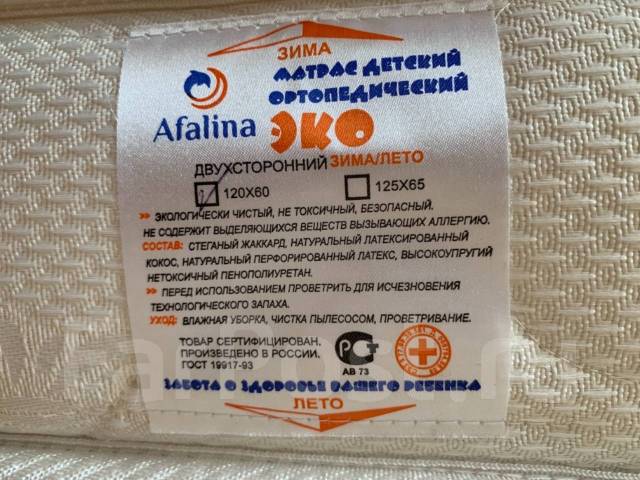 ЗИМА
МАТРАС ДЕТСКИЙ
ОРТОПЕДИЧЕСКИЙ
Afalina
ЭКО
ДВУХСТОРОННИЙ ЗИМА/ЛЕТО
120Х60 125Х65
»» ЭКОЛОГИЧЕСКИ ЧИСТЫЙ, НЕ ТОКСИЧНЫЙ, БЕЗОПАСНЫЙ.
НЕ СОДЕРЖИТ ВЫДЕЛЯЮЩИХСЯ ВЕЩЕСТВ ВЫЗЫВАЮЩИХ АЛЛЕРГИЮ.
СОСТАВ: СТЕГАНЫЙ ЖАККАРД, НАТУРАЛЬНЫЙ ЛАТЕКСИРОВАННЫЙ
КОКОС, НАТУРАЛЬНЫЙ ПЕРФОРИРОВАННЫЙ ЛАТЕКС, ВЫСОКОУПРУГИЙ
НЕТОКСИЧНЫЙ ПЕНОПОЛИУРЕТАН.
»» ПЕРЕД ИСПОЛЬЗОВАНИЕМ ПРОВЕТРИТЬ ДЛЯ ИСЧЕЗНОВЕНИЯ
ТЕХНОЛОГИЧЕСКОГО ЗАПАХА.
УХОД: ВЛАЖНАЯ УБОРКА, ЧИСТКА ПЫЛЕСОСОМ, ПРОВЕТРИВАНИЕ.
ТОВАР СЕРТИФИЦИРОВАН.
ПРОИЗВЕДЕНО В РОССИИ.
ГОСТ 19917-93
РСТ
АВ 73
ЗАБОТА О ЗДОРОВЬЕ ВАШЕГО РЕБЕНКА
ЛЕТО